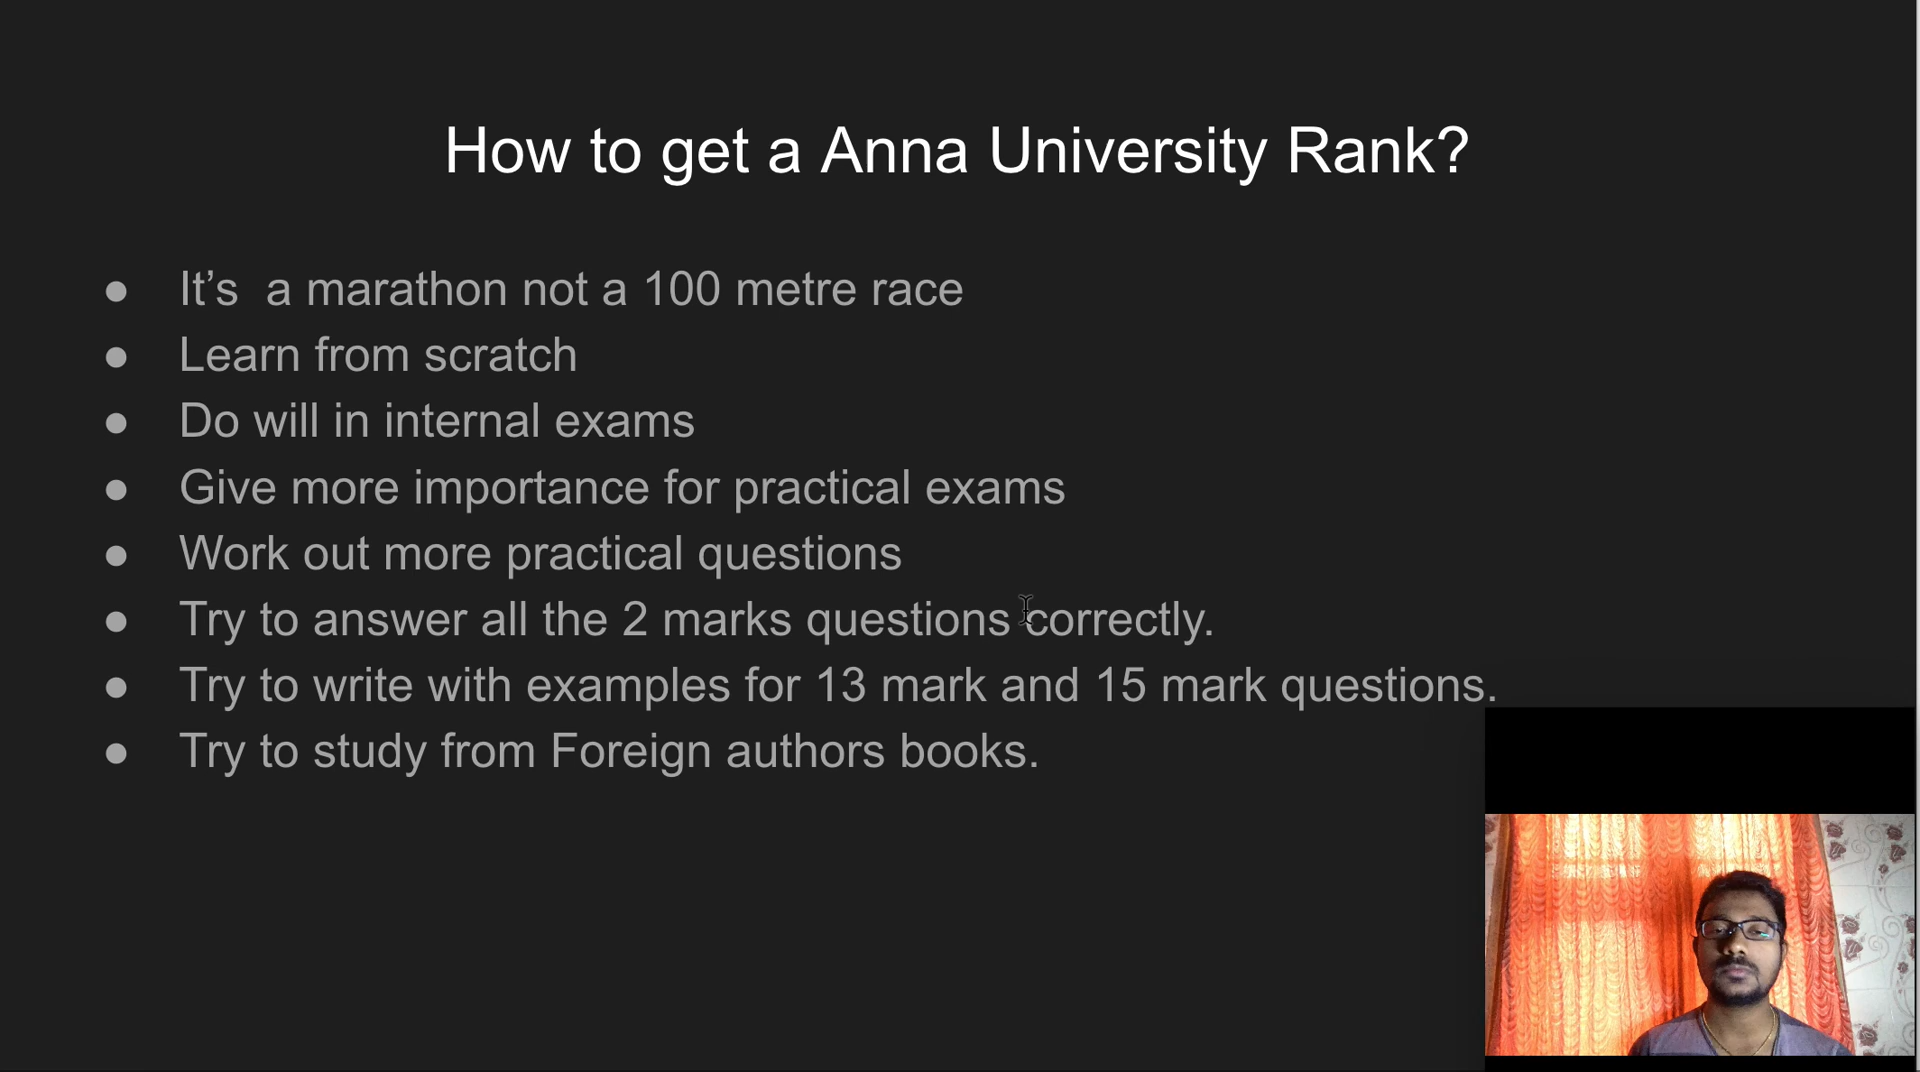 How to get a Anna University Rank?
● It’s  a marathon not a 100 metre race
● Learn from scratch
● Do will in internal exams
● Give more importance for practical exams
● Work out more practical questions
● Try to answer all the 2 marks questions correctly.
● Try to write with examples for 13 mark and 15 mark questions.
● Try to study from Foreign authors books.